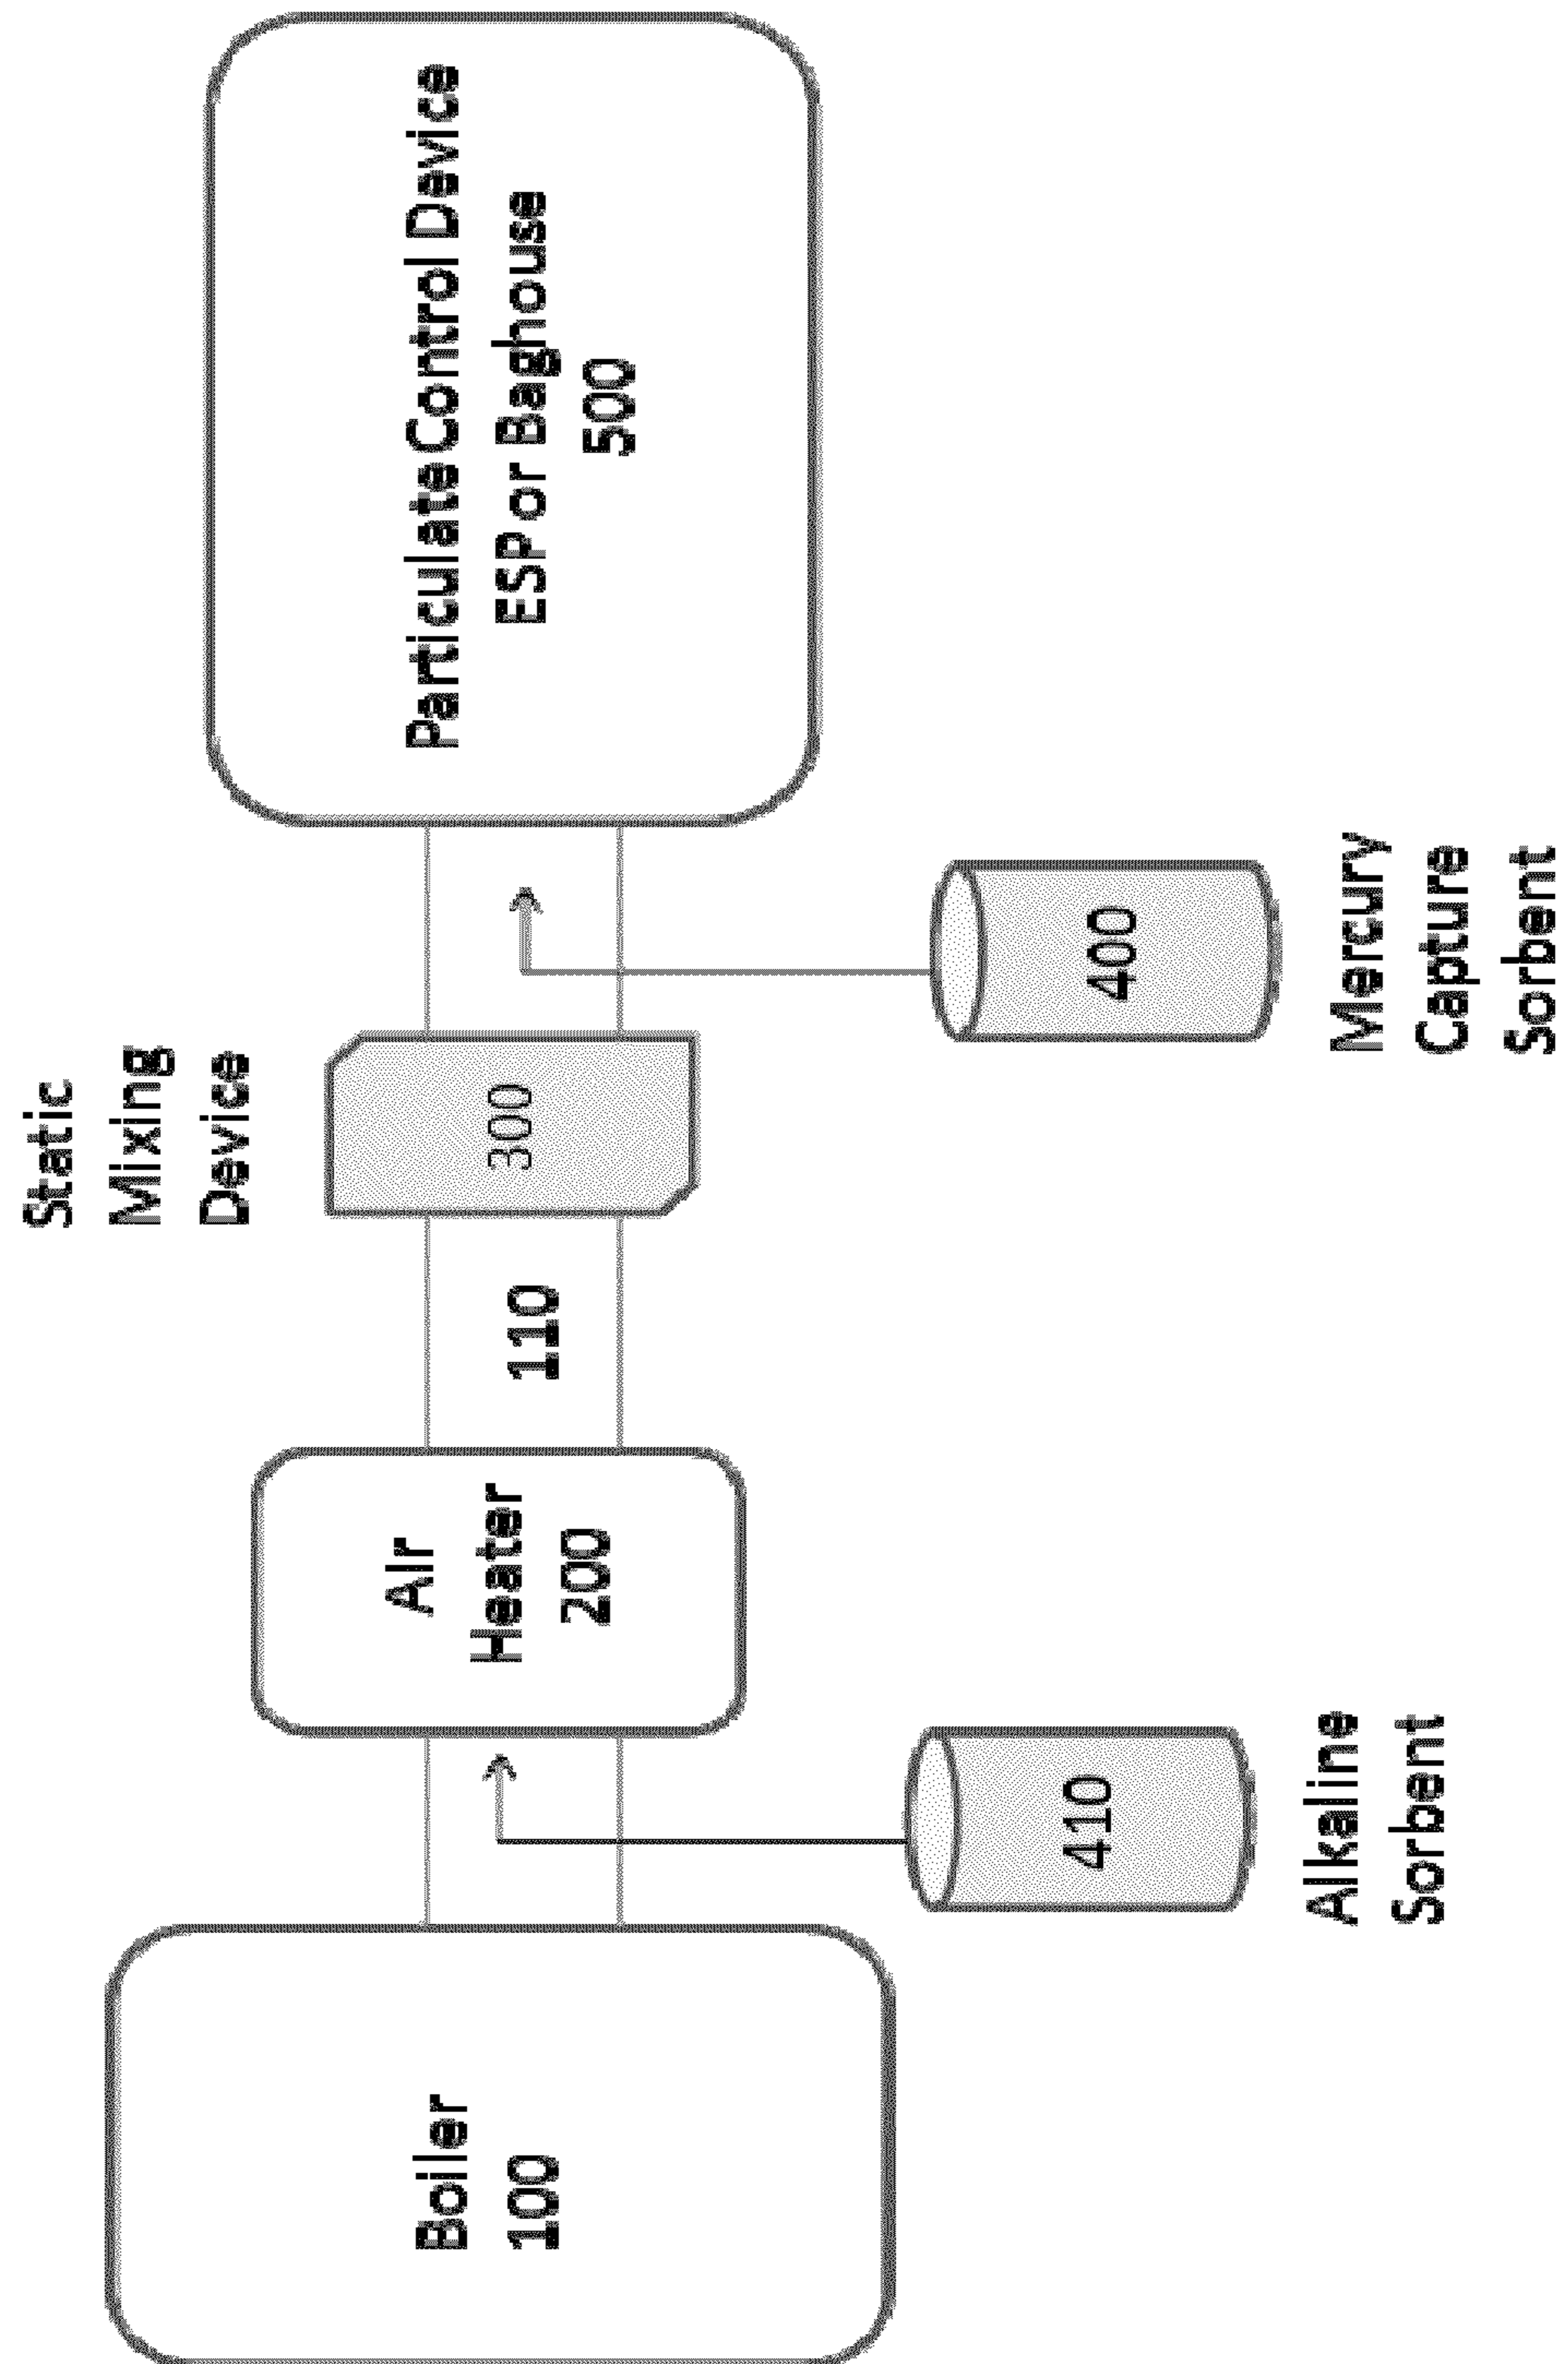 Static
Mixing
Device
Boiler
100
Air
Heater
200
110
300
Particulate Control Device
ESP or Baghouse
500
410
Alkaline
Sorbent
400
Mercury
Capture
Sorbent